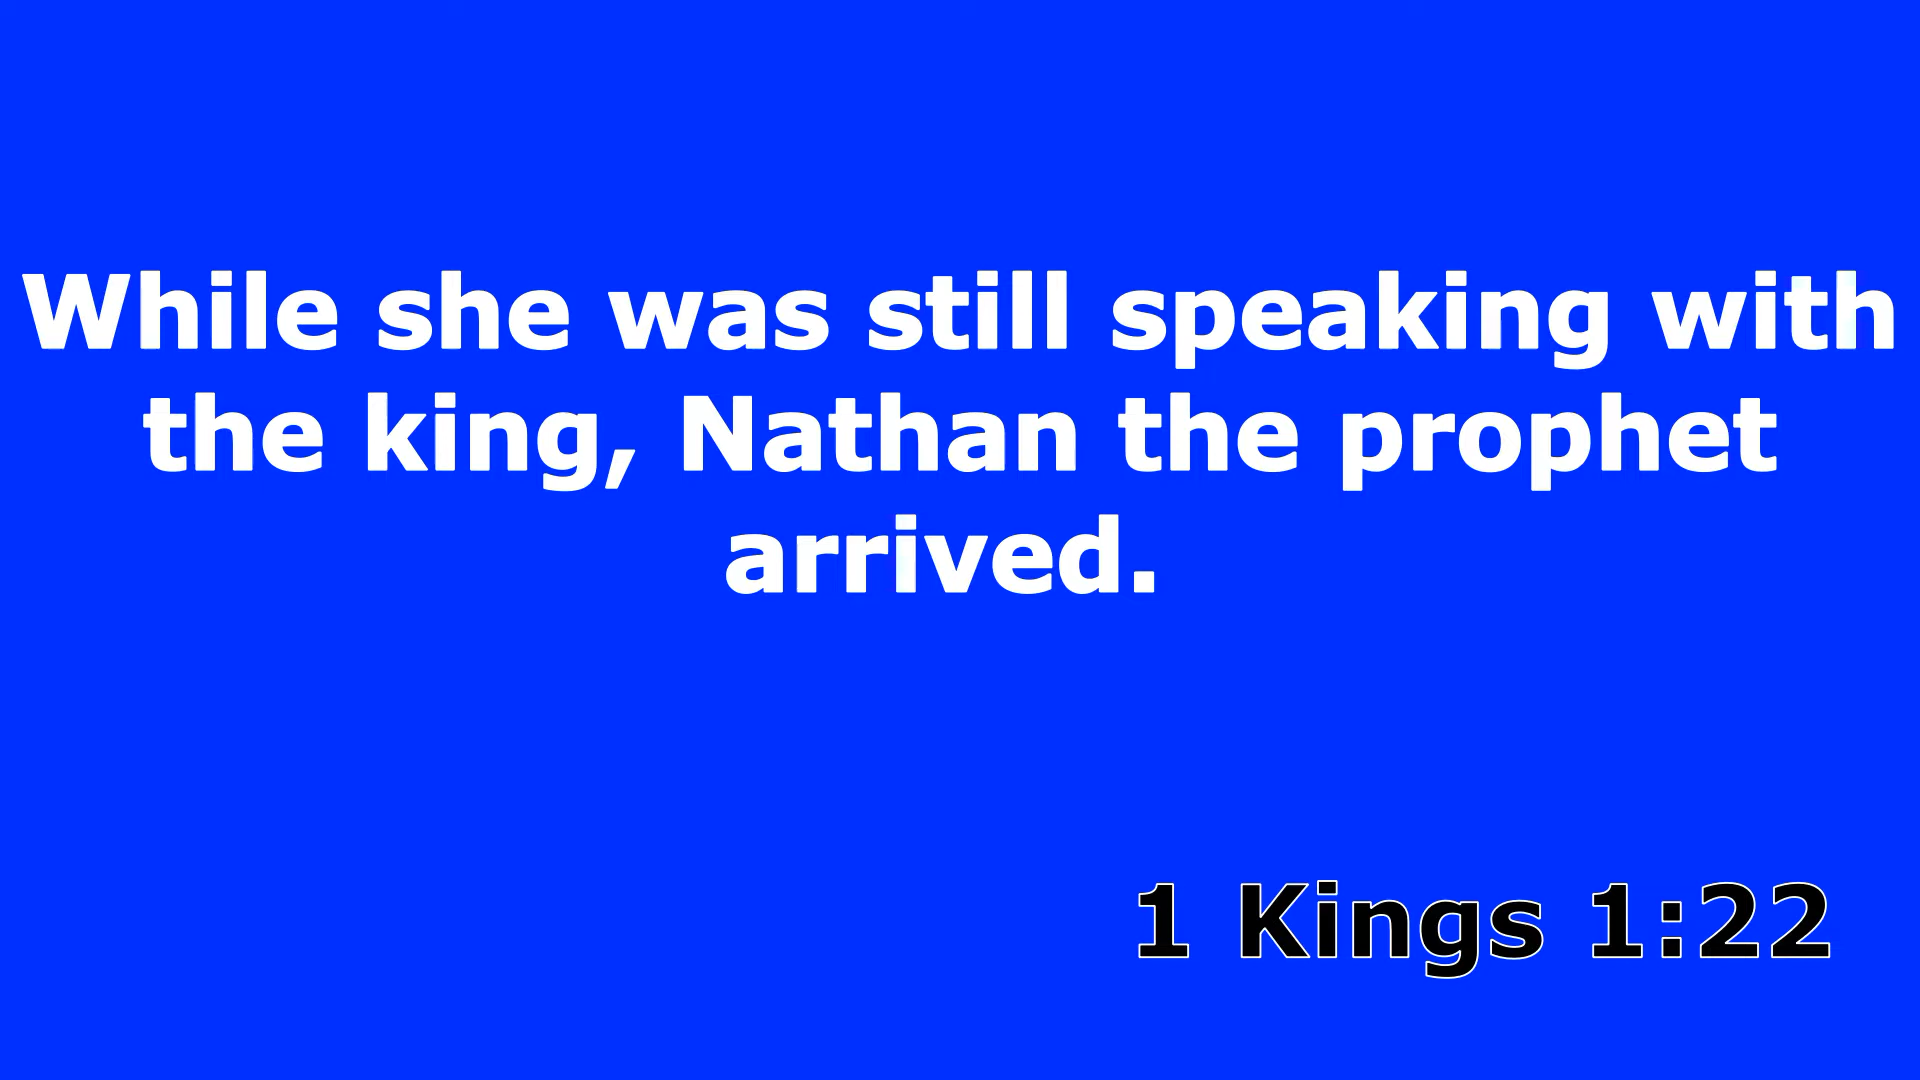 While she was still speaking with
the king, Nathan the prophet
arrived.
1 Kings 1:22